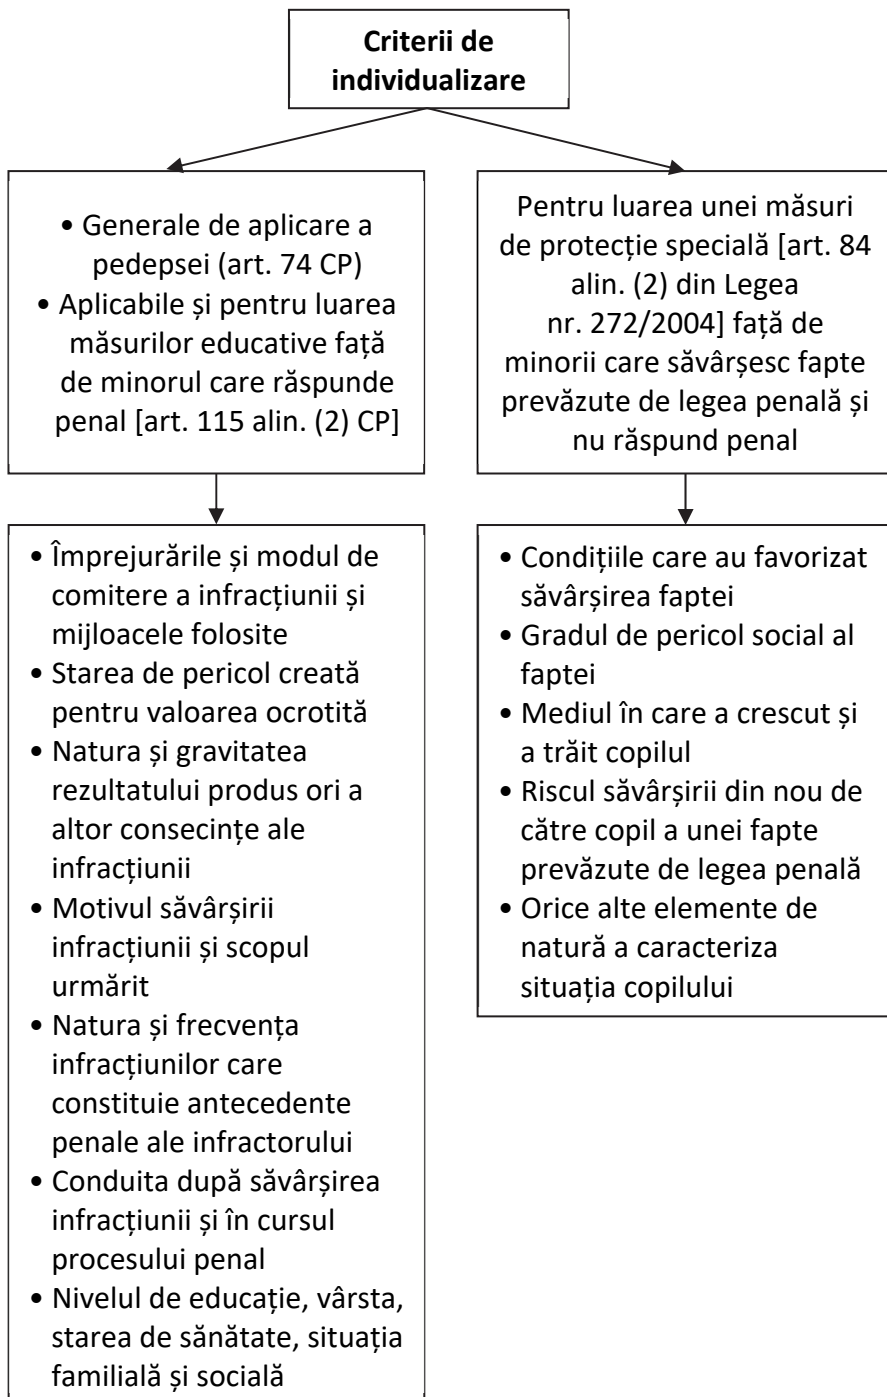 Criterii de
individualizare
• Generale de aplicare a
pedepsei (art. 74 CP)
• Aplicabile și pentru luarea
măsurilor educative față
de minorul care răspunde
penal [art. 115 alin. (2) CP]
Pentru luarea unei măsuri
de protecție specială [art. 84
alin. (2) din Legea
nr. 272/2004] față de
minorii care săvârșesc fapte
prevăzute de legea penală și
nu răspund penal
• Împrejurările și modul de
comitere a infracțiunii și
mijloacele folosite
• Starea de pericol creată
pentru valoarea ocrotită
• Natura și gravitatea
rezultatului produs ori a
altor consecințe ale
infracțiunii
• Motivul săvârșirii
infracțiunii și scopul
urmărit
• Natura și frecvența
infracțiunilor care
constituie antecedente
penale ale infractorului
• Conduita după săvârșirea
infracțiunii și în cursul
procesului penal
• Nivelul de educație, vârsta,
starea de sănătate, situația
familială și socială
• Condițiile care au favorizat
săvârșirea faptei
• Gradul de pericol social al
faptei
• Mediul în care a crescut și
a trăit copilul
• Riscul săvârșirii din nou de
către copil a unei fapte
prevăzute de legea penală
• Orice alte elemente de
natură a caracteriza
situația copilului